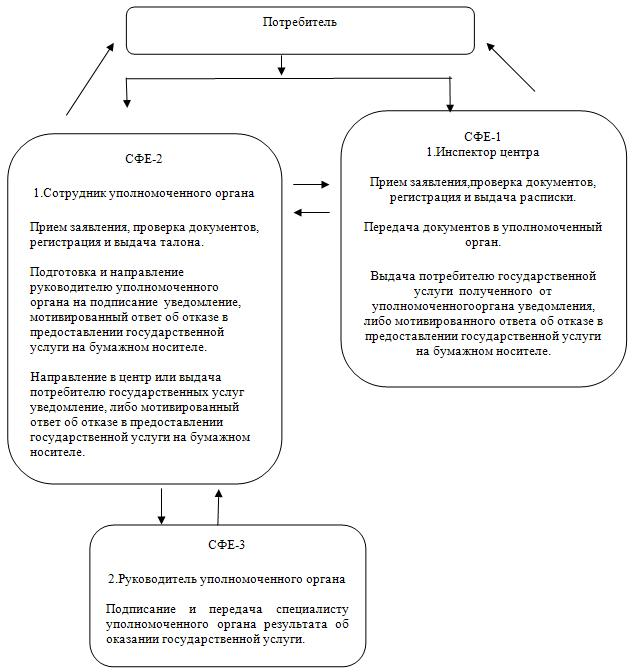 Потребитель
СФЕ-2
1.Сотрудник уполномоченного органа
Прием заявления, проверка документов,
регистрация и выдача талона.
Подготовка и направление
руководителю уполномоченного
органа на подписание уведомление,
мотивированный ответ об отказе в
предоставлении государственной
услуги на бумажном носителе.
Направление в центр или выдача
потребителю государственных услуг
уведомление, либо мотивированный
ответ об отказе в предоставлении
государственной услуги на бумажном
носителе.
СФЕ-1
1.Инспектор центра
Прием заявления,проверка документов,
регистрация и выдача расписки.
Передача документов в уполномоченный
орган.
Выдача потребителю государственной
услуги полученного от
уполномоченногооргана уведомления,
либо мотивированного ответа об отказе в
предоставлении государственной услуги
на бумажном носителе.
СФЕ-3
2.Руководитель уполномоченного органа
Подписание и передача специалисту
уполномоченного органа результата об
оказании государственной услуги.